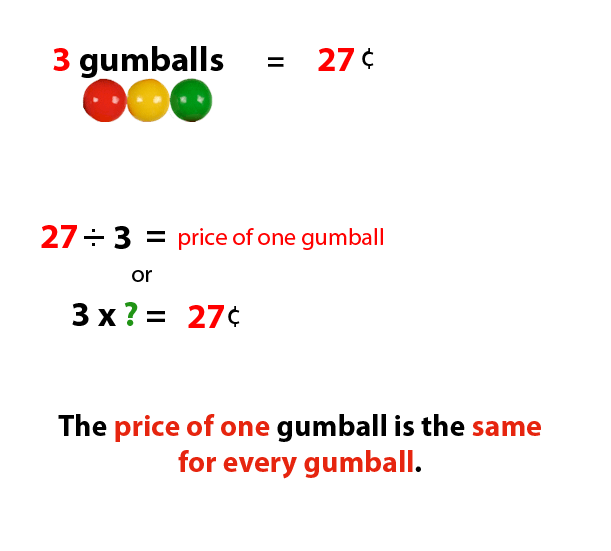 3 gumballs = 27 ¢
27 ÷ 3 = price of one gumball
or
3 x ? = 27¢
The price of one gumball is the same
for every gumball.